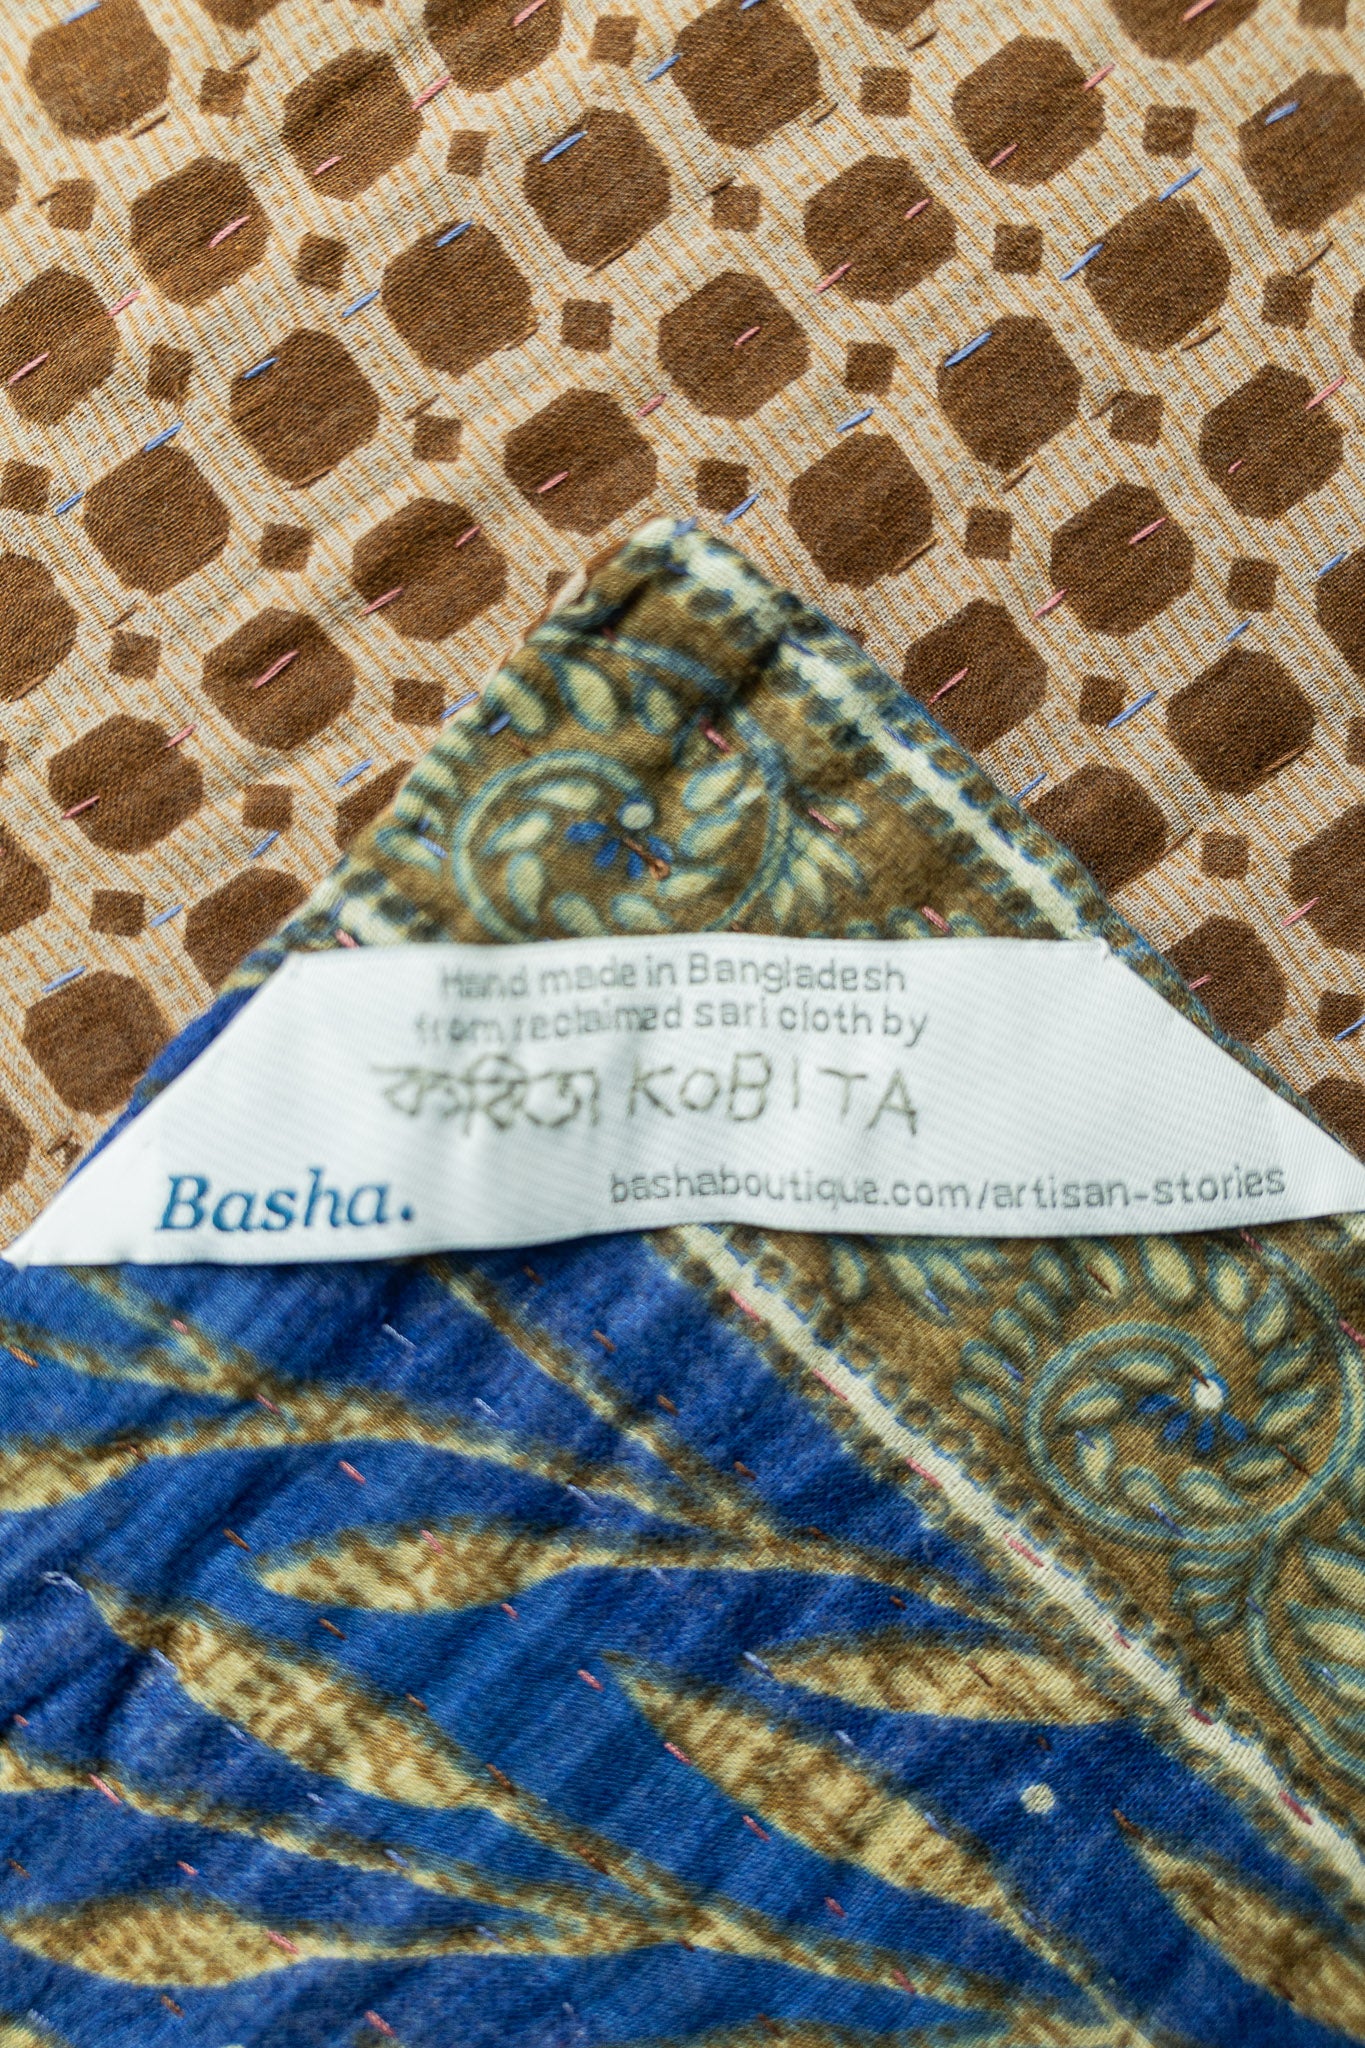 Hand made in Bangladesh
from reclaimed sari cloth by
কবিতা KOBITA
Basha.
bashaboutique.com/artisan-stories